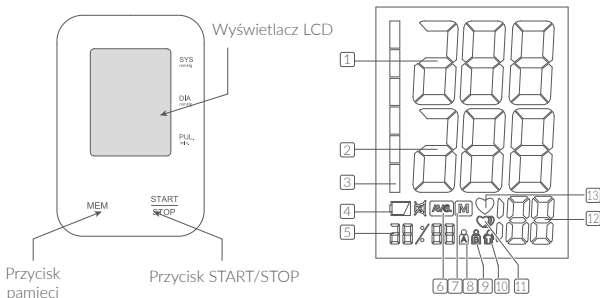 Wyświetlacz LCD
SYS
mmHg
DIA
mmHg
PUL.
min.
MEM
START
STOP
Przycisk
pamięci
Przycisk START/STOP
1
2
3
4
5
AVG.
M
A
B
6
7
8
9
10
11
12
13